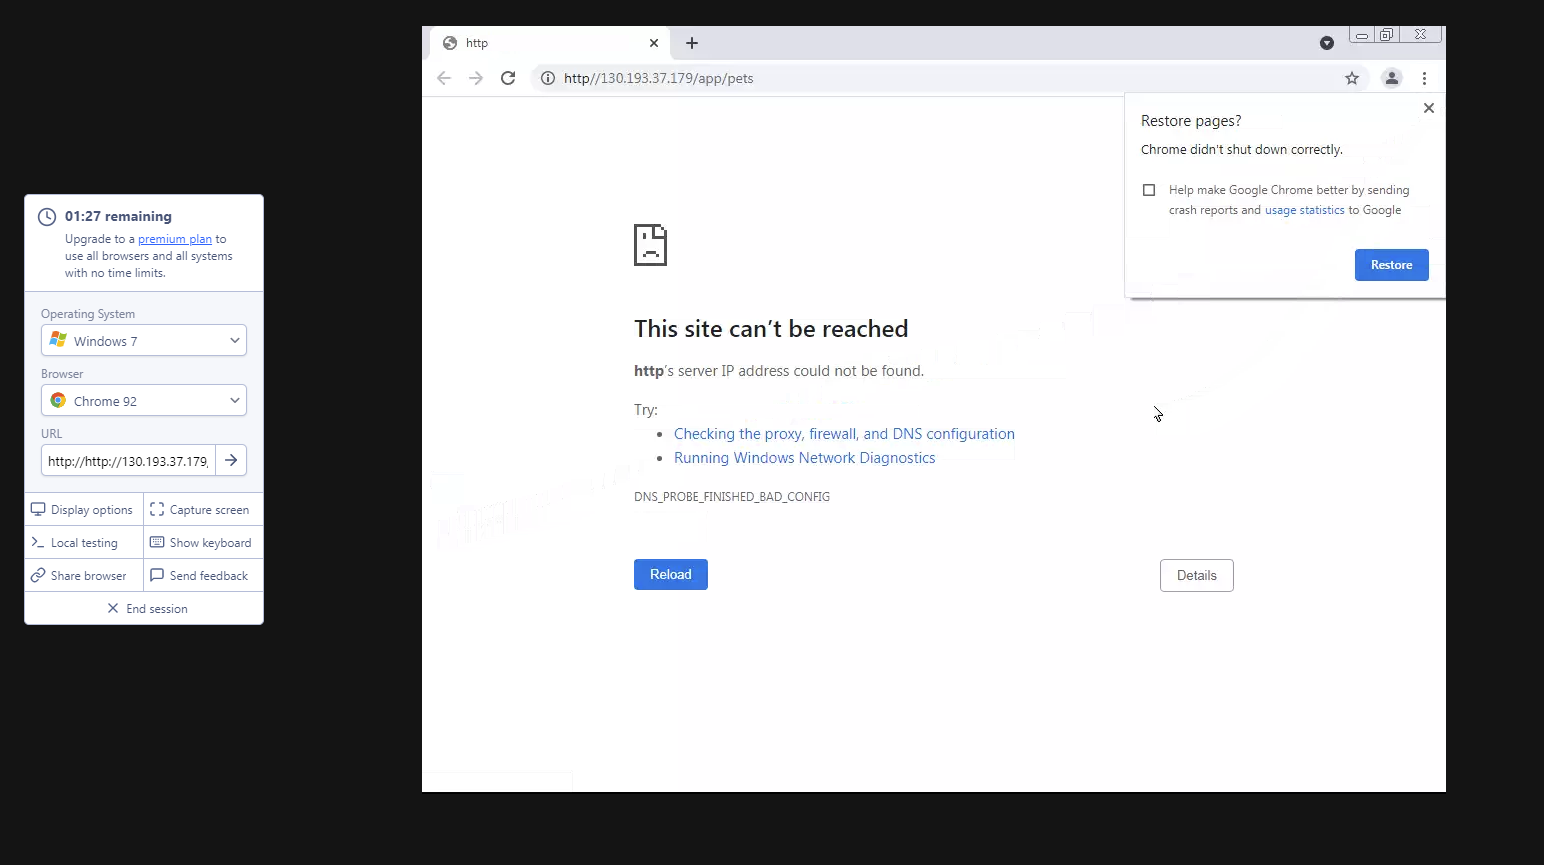 01:27 remaining
Upgrade to a premium plan to
use all browsers and all systems
with no time limits.
Operating System
Windows 7
Browser
Chrome 92
URL
http://http://130.193.37.179,
Display options
Capture screen
Local testing
Show keyboard
Share browser
Send feedback
End session
http
http//130.193.37.179/app/pets
Restore pages?
Chrome didn't shut down correctly.
Help make Google Chrome better by sending
crash reports and usage statistics to Google
Restore
This site can’t be reached
http's server IP address could not be found.
Try:
• Checking the proxy, firewall, and DNS configuration
• Running Windows Network Diagnostics
DNS_PROBE_FINISHED_BAD_CONFIG
Reload
Details